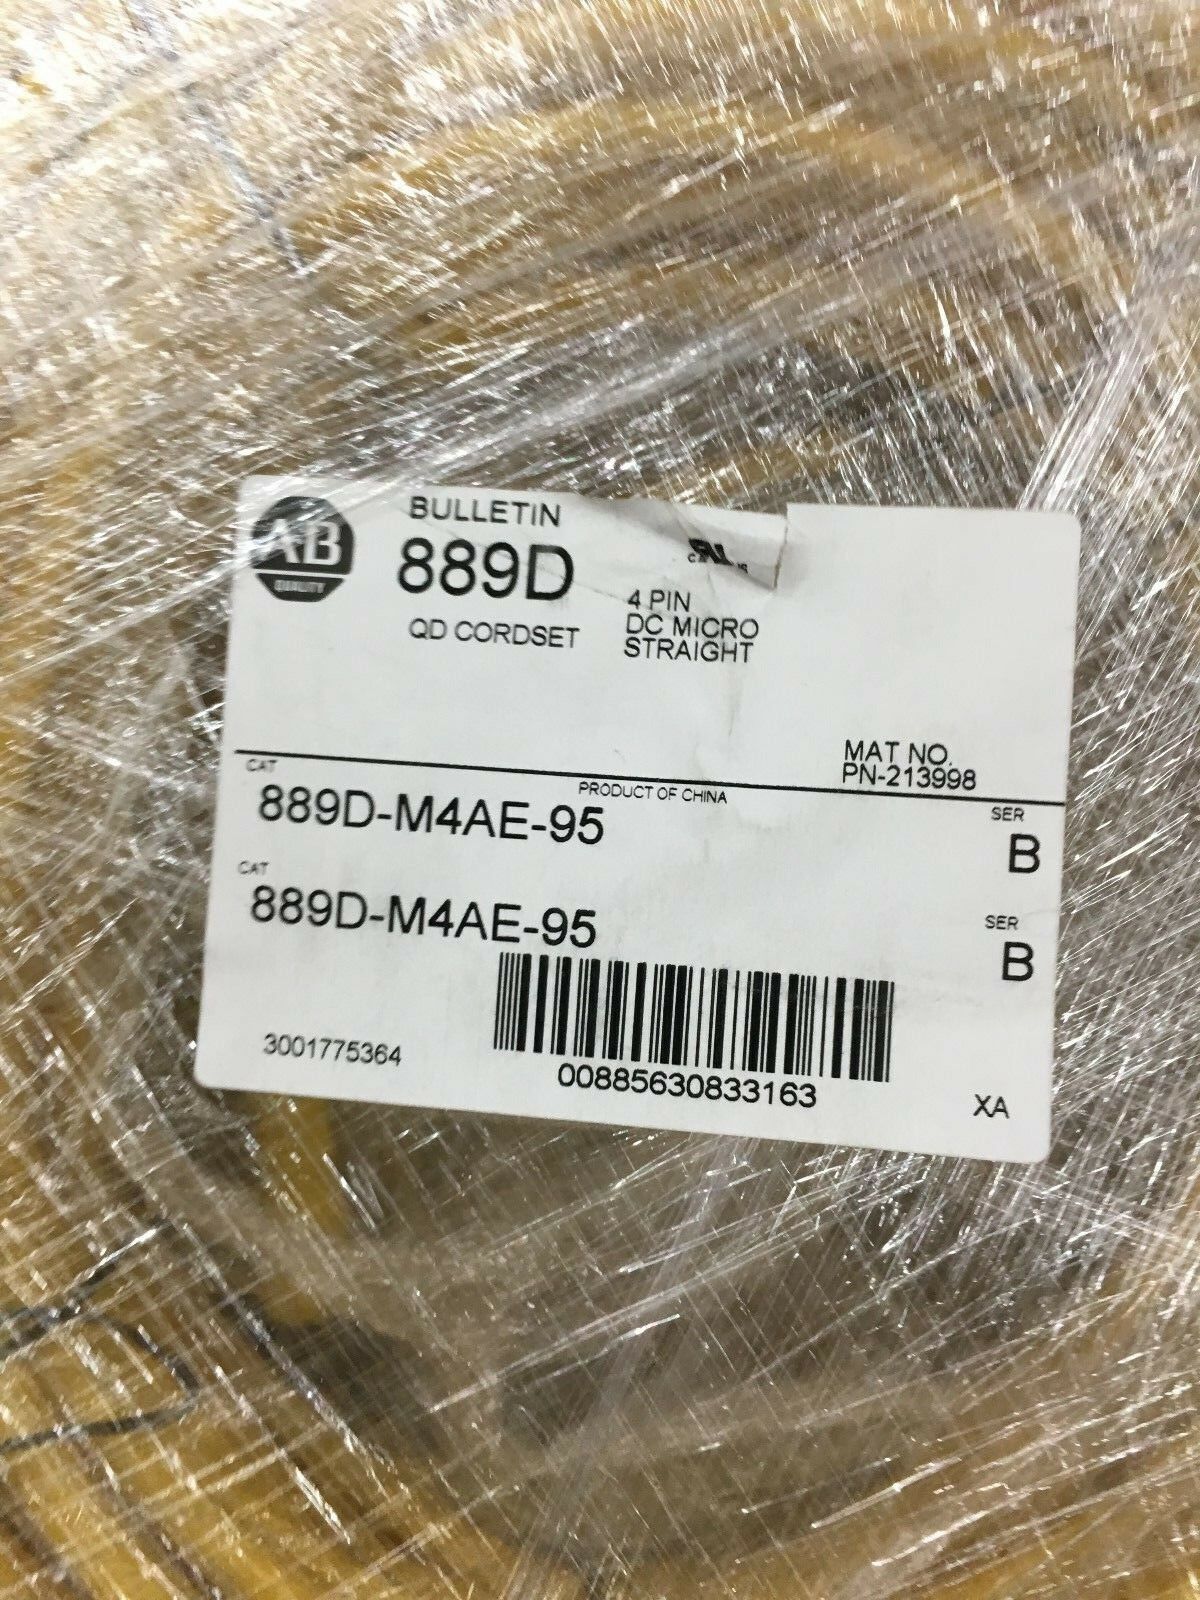 AB
QUALITY
BULLETIN
889D
QD CORDSET
4 PIN
DC MICRO
STRAIGHT
MAT NO.
PN-213998
CAT
PRODUCT OF CHINA
SER
889D-M4AE-95
B
CAT
SER
889D-M4AE-95
B
3001775364
00885630833163
XA